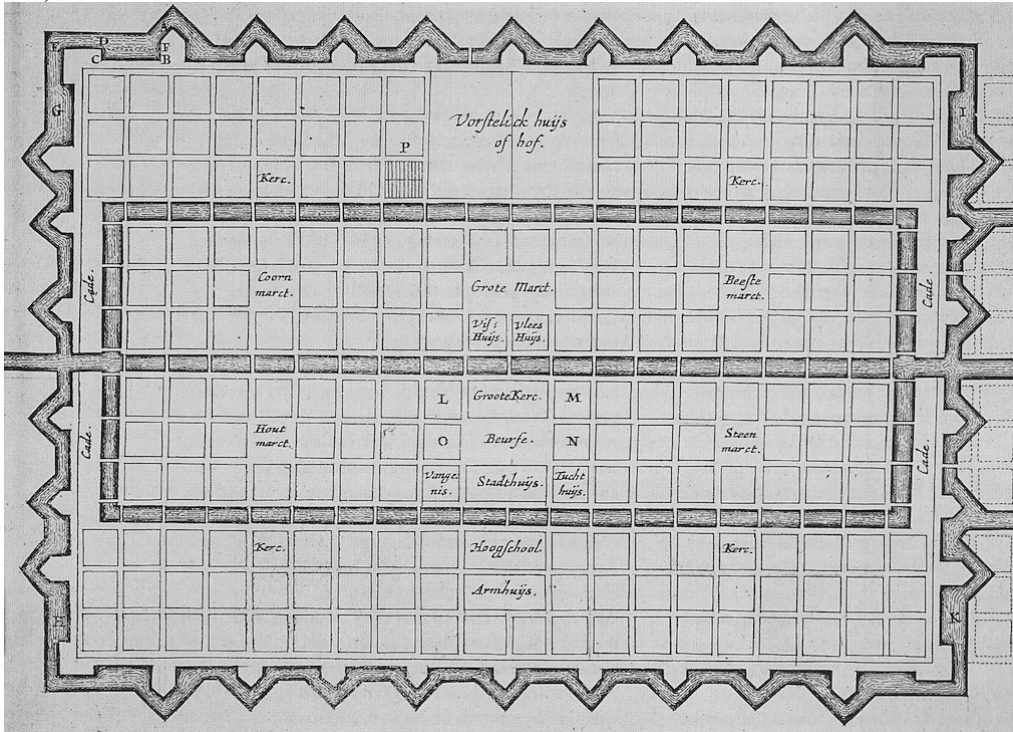 E D F
C B
G
I
Vorstelick huijs
of hof.
P
Kerc.
Kerc.
Cade.
Coorn
marct.
Grote Marct.
Beeste
marct.
Cade.
Vis:
Huijs.
Vlees
Huijs.
L
Groote Kerc.
M
Cade.
Hout
marct.
O
Beurse.
N
Steen
marct.
Cade.
Vange
nis.
Stadthuijs.
Tucht
huijs.
Kerc.
Hoogschool
Kerc.
Armhuijs.
H
K